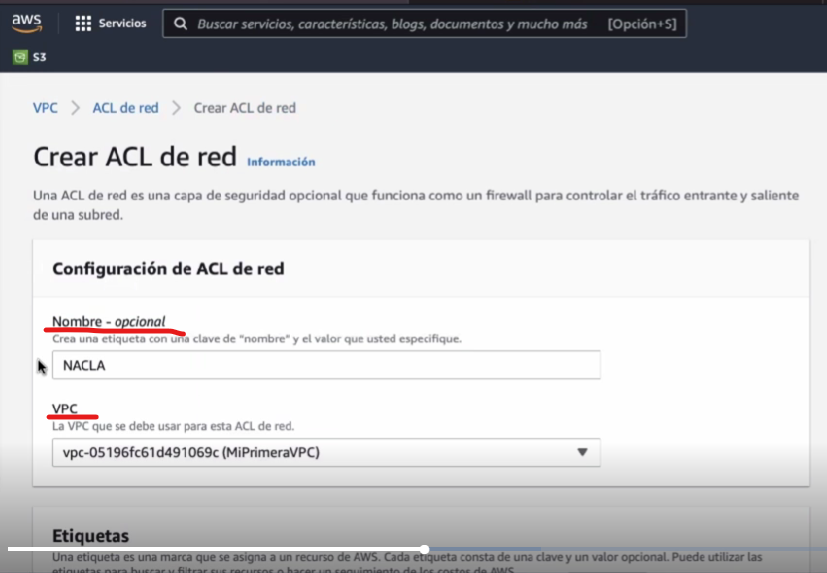 aws
Servicios
Buscar servicios, características, blogs, documentos y mucho más [Opción+S]
S3
VPC > ACL de red > Crear ACL de red
Crear ACL de red Información
Una ACL de red es una capa de seguridad opcional que funciona como un firewall para controlar el tráfico entrante y saliente
de una subred.
Configuración de ACL de red
Nombre - opcional
Crea una etiqueta con una clave de "nombre" y el valor que usted especifique.
NACLA
VPC
La VPC que se debe usar para esta ACL de red.
vpc-05196fc61d491069c (MiPrimeraVPC)
Etiquetas
Una etiqueta es una marca que se asigna a un recurso de AWS. Cada etiqueta consta de una clave y un valor opcional. Puede utilizar las
etiquetas para buscar y filtrar sus recursos o hacer un seguimiento de los costos de AWS.